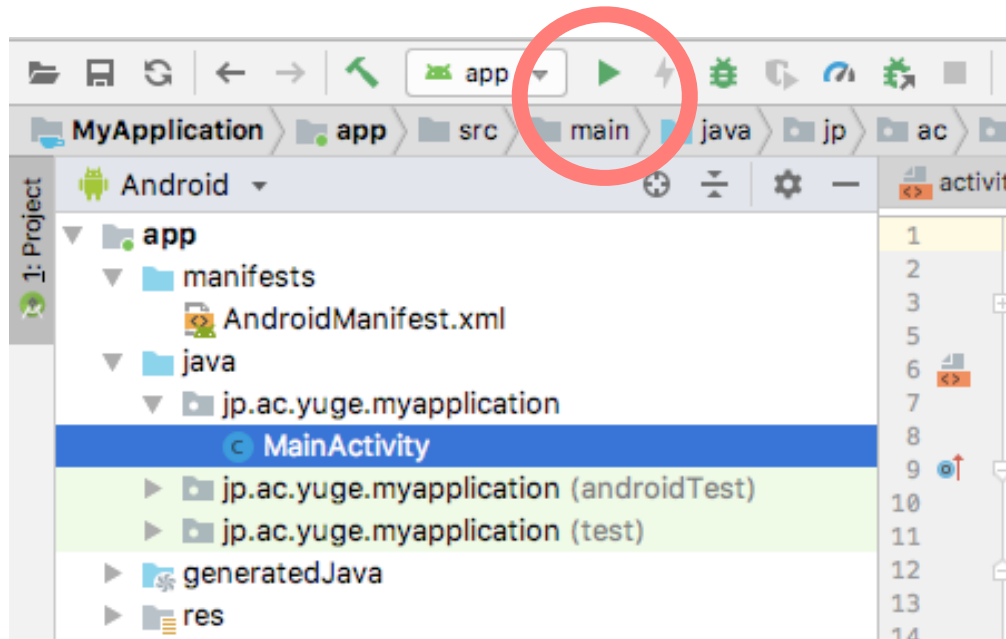 app
MyApplication app src main java jp ac
1: Project
Android
activit
app
manifests
AndroidManifest.xml
java
jp.ac.yuge.myapplication
MainActivity
jp.ac.yuge.myapplication (androidTest)
jp.ac.yuge.myapplication (test)
generatedJava
res
1
2
3
5
6
7
8
9
10
11
12
13
14